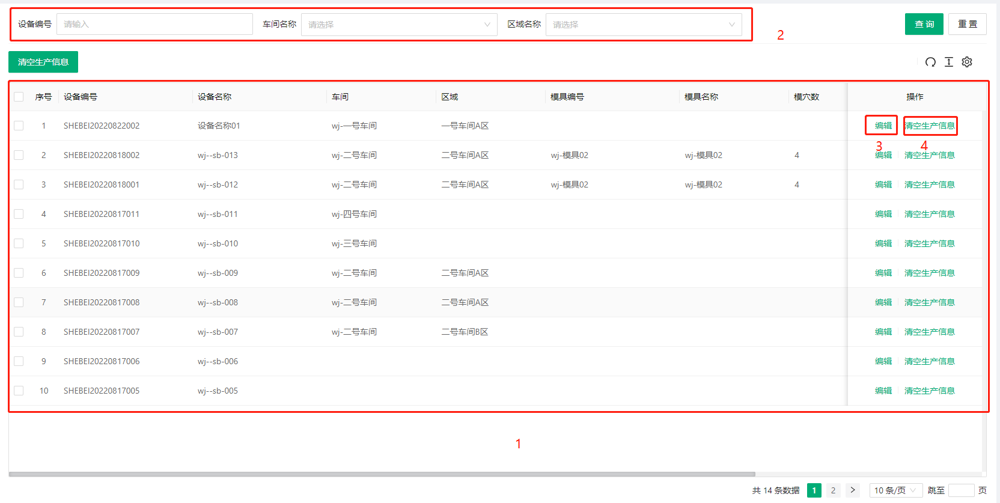 设备编号 请输入 车间名称 请选择 区域名称 请选择 查 询 重 置
2
清空生产信息
序号 设备编号 设备名称 车间 区域 模具编号 模具名称 模穴数 操作
1 SHEBEI20220822002 设备名称01 wj-一号车间 一号车间A区 编辑 清空生产信息
3 4
2 SHEBEI20220818002 wj--sb-013 wj-二号车间 二号车间A区 wj-模具02 wj-模具02 4 编辑 清空生产信息
3 SHEBEI20220818001 wj--sb-012 wj-二号车间 二号车间A区 wj-模具02 wj-模具02 4 编辑 清空生产信息
4 SHEBEI20220817011 wj--sb-011 wj-四号车间 编辑 清空生产信息
5 SHEBEI20220817010 wj--sb-010 wj-三号车间 编辑 清空生产信息
6 SHEBEI20220817009 wj--sb-009 wj-二号车间 二号车间A区 编辑 清空生产信息
7 SHEBEI20220817008 wj--sb-008 wj-二号车间 二号车间A区 编辑 清空生产信息
8 SHEBEI20220817007 wj--sb-007 wj-二号车间 二号车间B区 编辑 清空生产信息
9 SHEBEI20220817006 wj--sb-006 编辑 清空生产信息
10 SHEBEI20220817005 wj--sb-005 编辑 清空生产信息
1
共 14 条数据 1 2 > 10 条/页 跳至 页